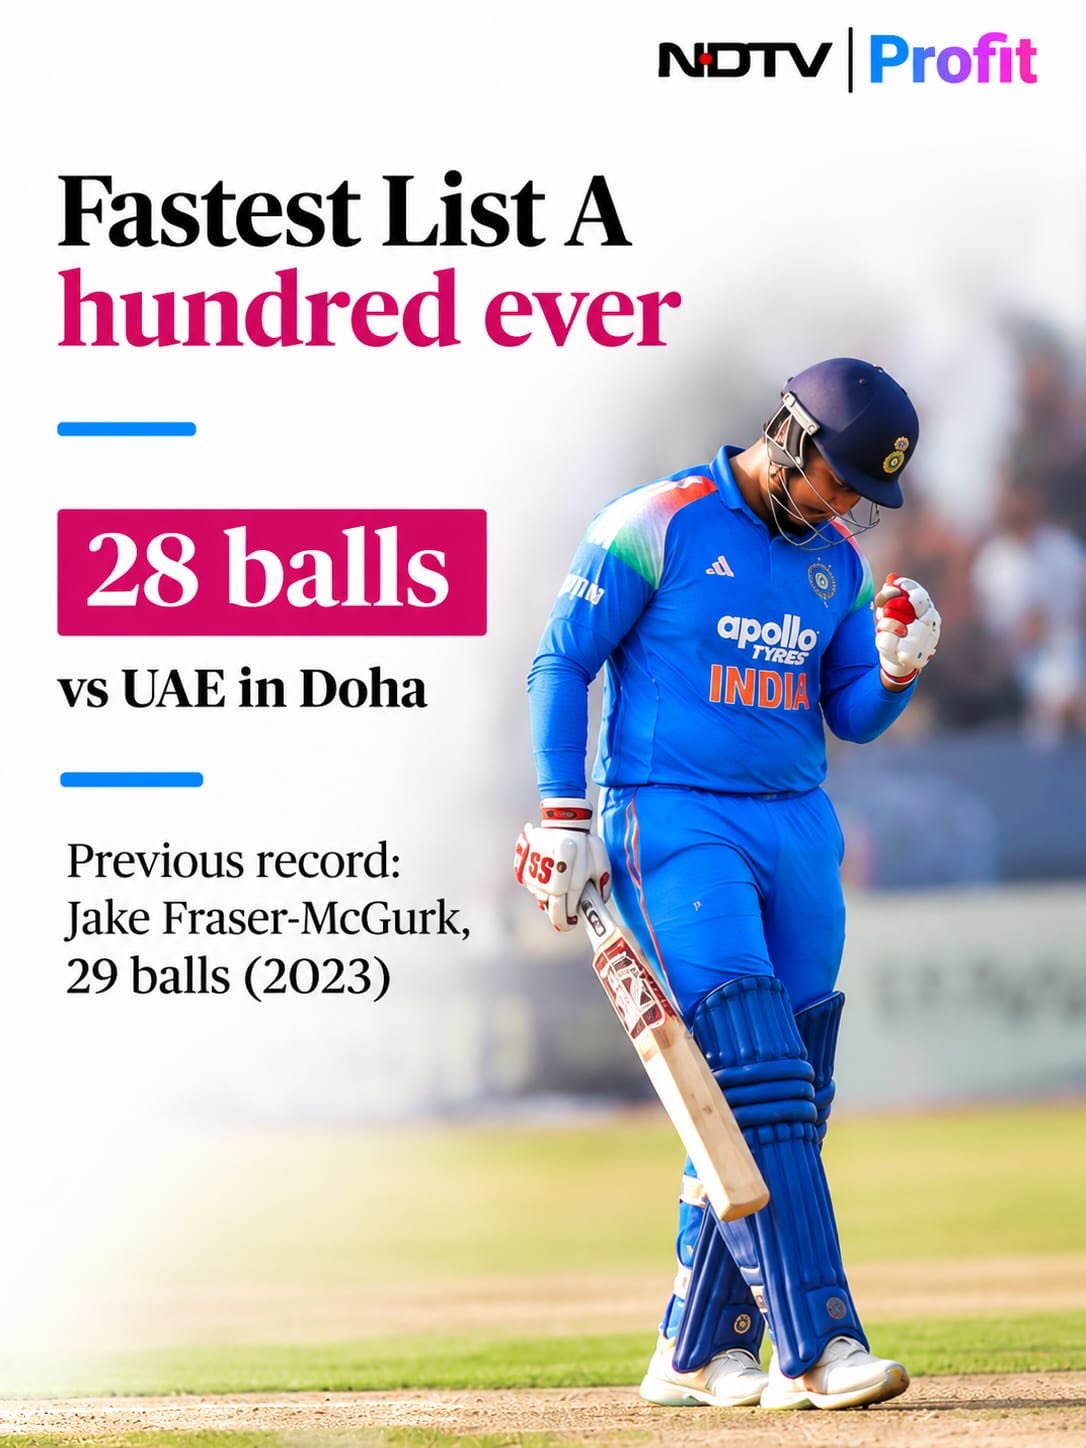 NDTV | Profit
Fastest List A
hundred ever
28 balls
vs UAE in Doha
Previous record:
Jake Fraser-McGurk,
29 balls (2023)
apollo
TYRES
INDIA
SS